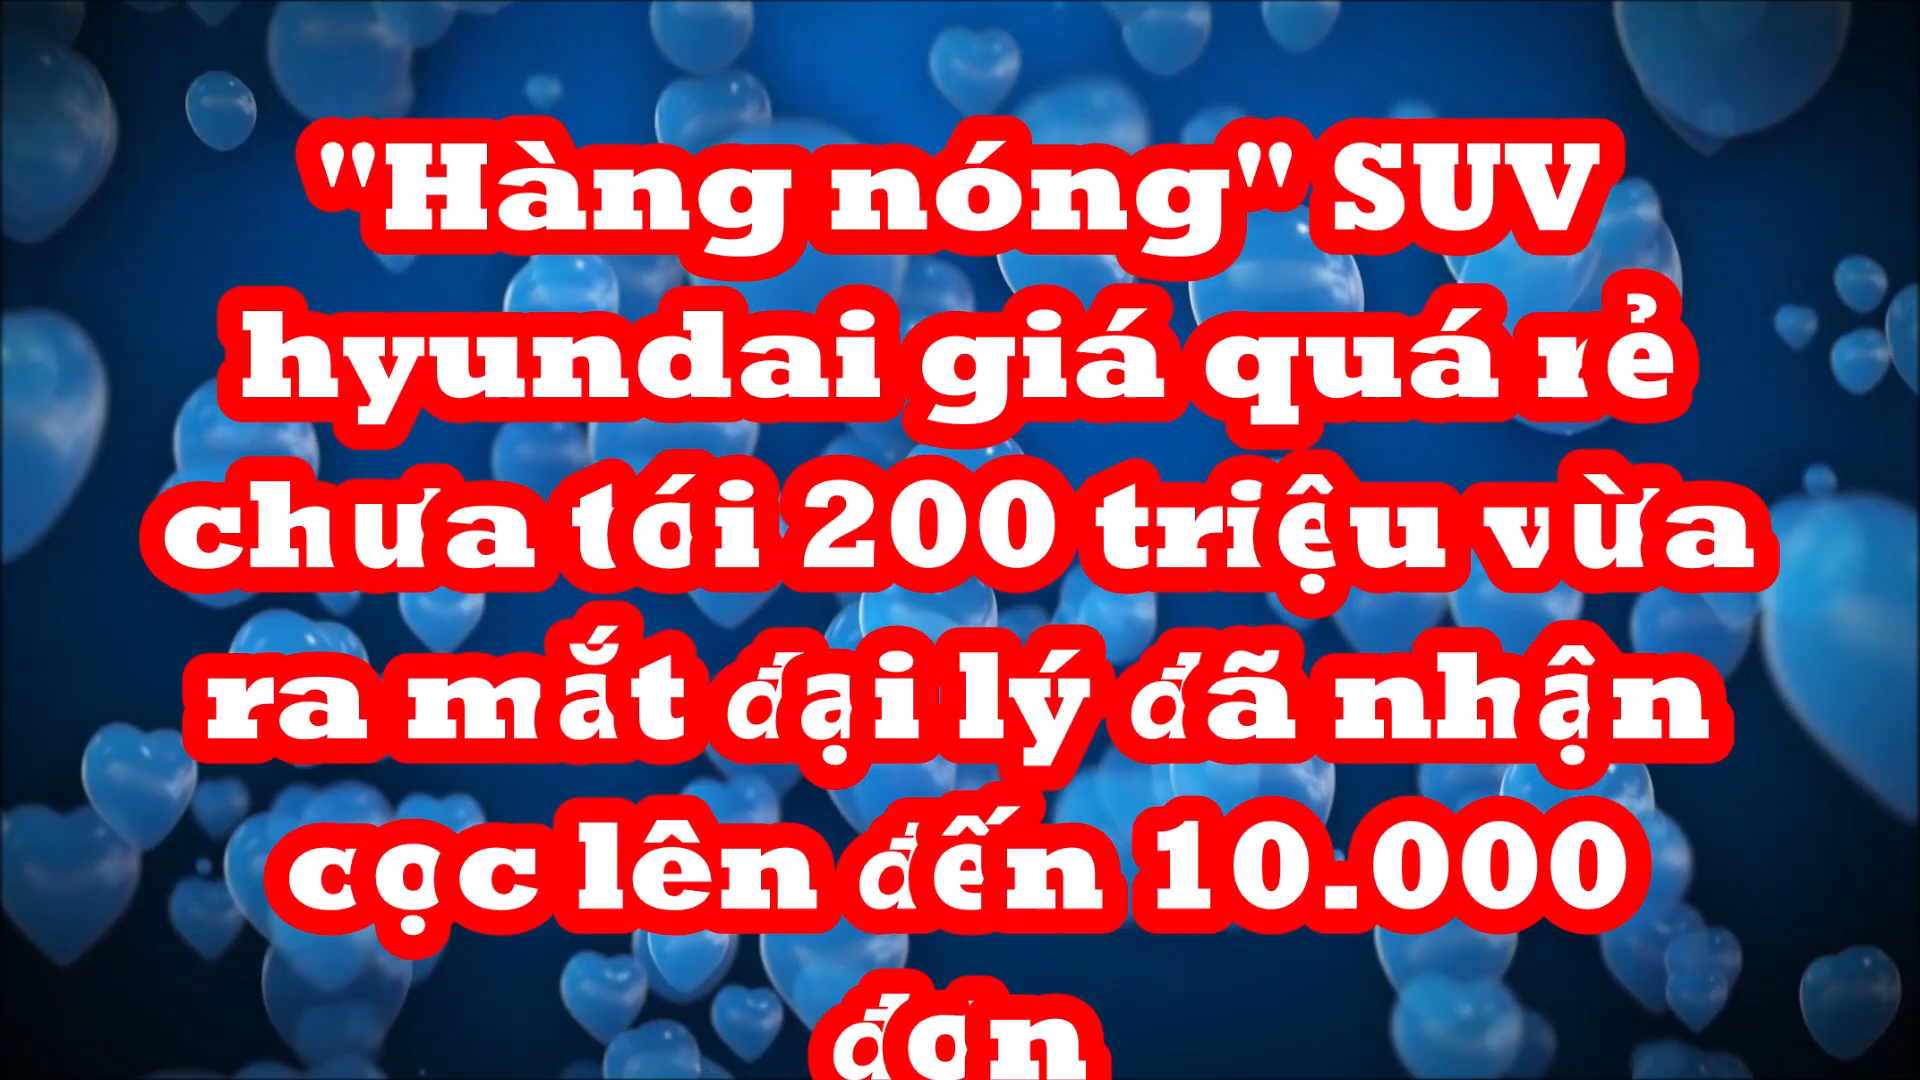 "Hàng nóng" SUV
hyundai giá quá rẻ
chưa tới 200 triệu vừa
ra mắt đại lý đã nhận
cọc lên đến 10.000
đơn